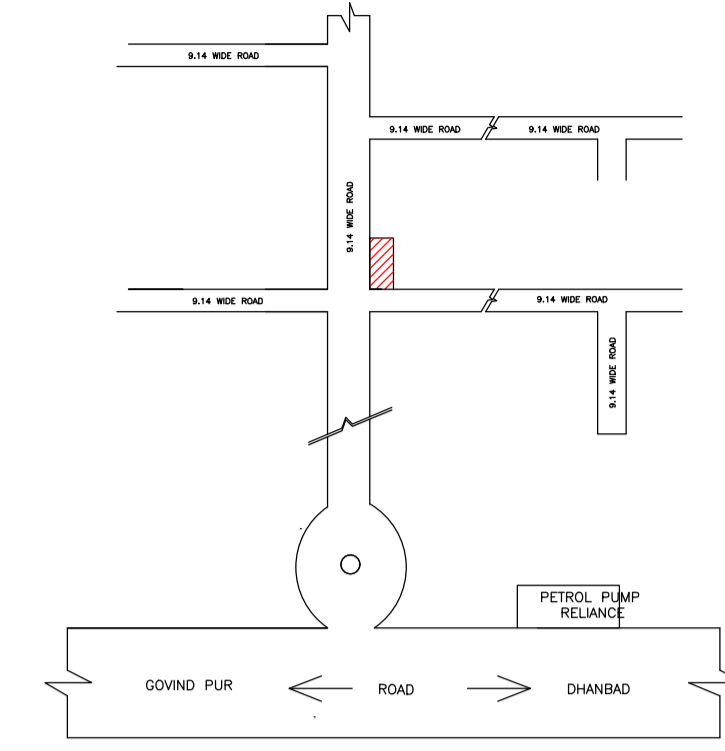 9.14 WIDE ROAD
9.14 WIDE ROAD
9.14 WIDE ROAD
9.14 WIDE ROAD
9.14 WIDE ROAD
9.14 WIDE ROAD
9.14 WIDE ROAD
PETROL PUMP
RELIANCE
GOVIND PUR
ROAD
DHANBAD